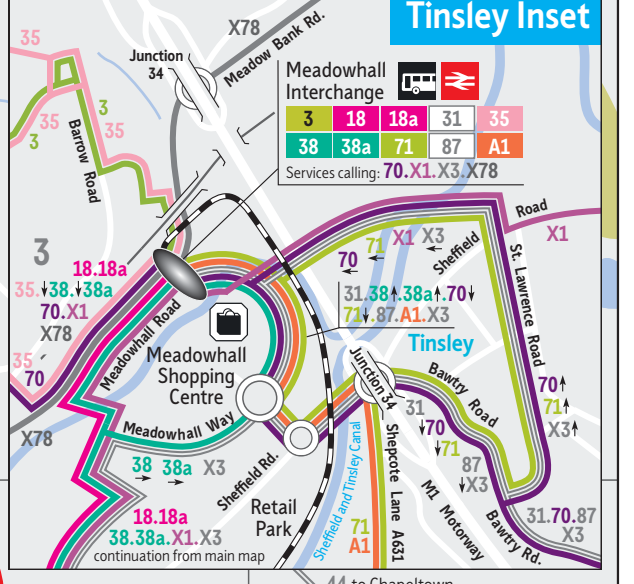 Tinsley Inset
35
X78
Meadow Bank Rd.
Junction
34
Meadowhall
Interchange
3 18 18a 31 35
38 38a 71 87 A1
Services calling: 70.X1.X3.X78
3
35
35
3
Barrow Road
3
18.18a
35.↓38.↓38a
70.X1
X78
35
70
X78
Meadowhall Road
Meadowhall
Shopping
Centre
Meadowhall Way
38 38a X3
→ →
18.18a
38.38a.X1.X3
continuation from main map
Sheffield Rd.
Retail
Park
Sheffield and Tinsley Canal
71
A1
Shepcote Lane A631
M1 Motorway
Junction 34
Tinsley
70 71 X1 X3
← ← ←
31.38↑.38a↑.70↓
71↓.87.A1.X3
Sheffield
Road
X1
St. Lawrence Road
70↑
71↑
X3↑
Bawtry Road
31
↓70
↓71
87
↓X3
Bawtry Rd.
31.70.87
X3
44 to Chapeltown